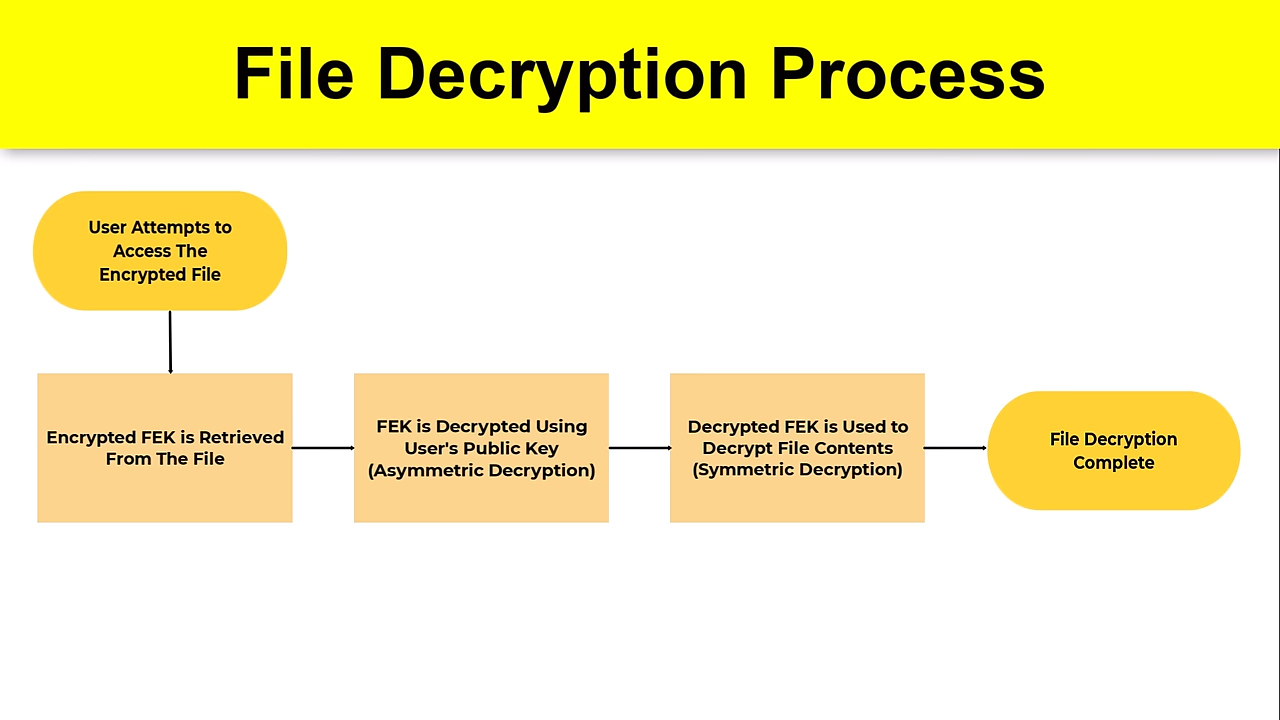 File Decryption Process
User Attempts to
Access The
Encrypted File
Encrypted FEK is Retrieved
From The File
FEK is Decrypted Using
User's Public Key
(Asymmetric Decryption)
Decrypted FEK is Used to
Decrypt File Contents
(Symmetric Decryption)
File Decryption
Complete